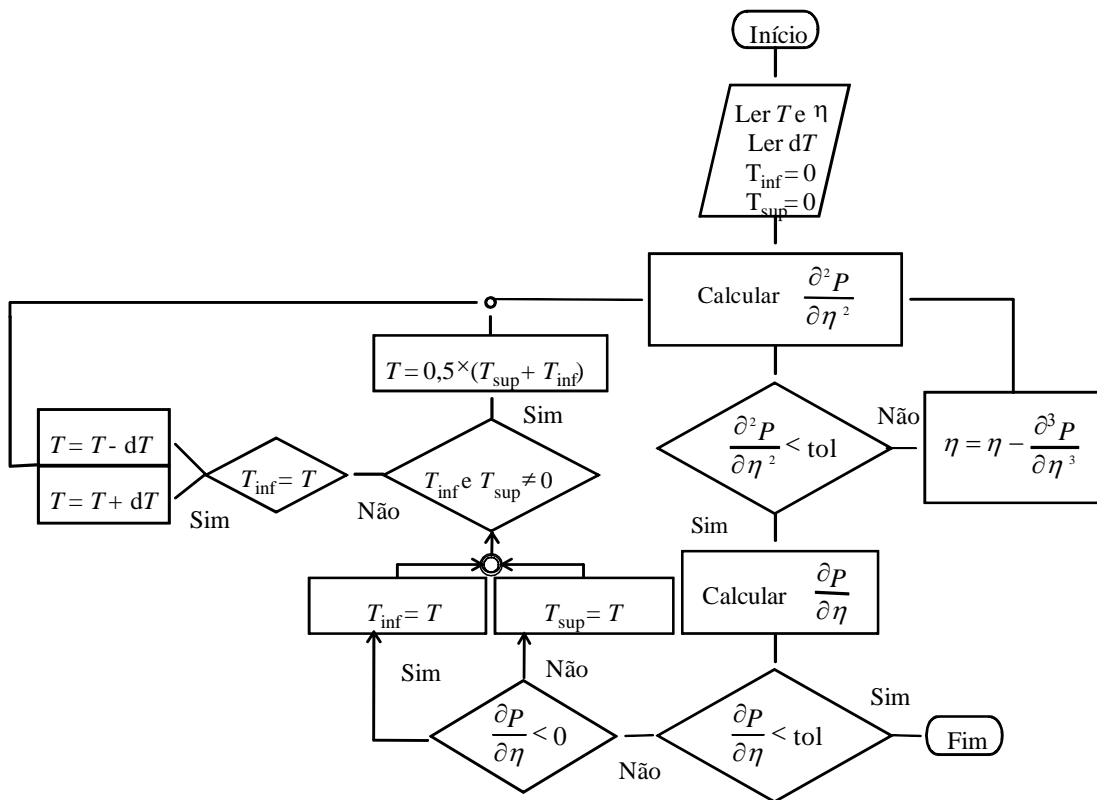 Início
Ler T e η
Ler dT
T_inf = 0
T_sup = 0
Calcular ∂²P/∂η²
∂²P/∂η² < tol
Não
η = η − ∂³P/∂η³
Sim
Calcular ∂P/∂η
∂P/∂η < tol
Sim
Fim
Não
∂P/∂η < 0
Sim
Não
T_inf = T
T_sup = T
T_inf e T_sup ≠ 0
Sim
T = 0,5×(T_sup + T_inf)
Não
T_inf = T
Sim
T = T - dT
T = T + dT